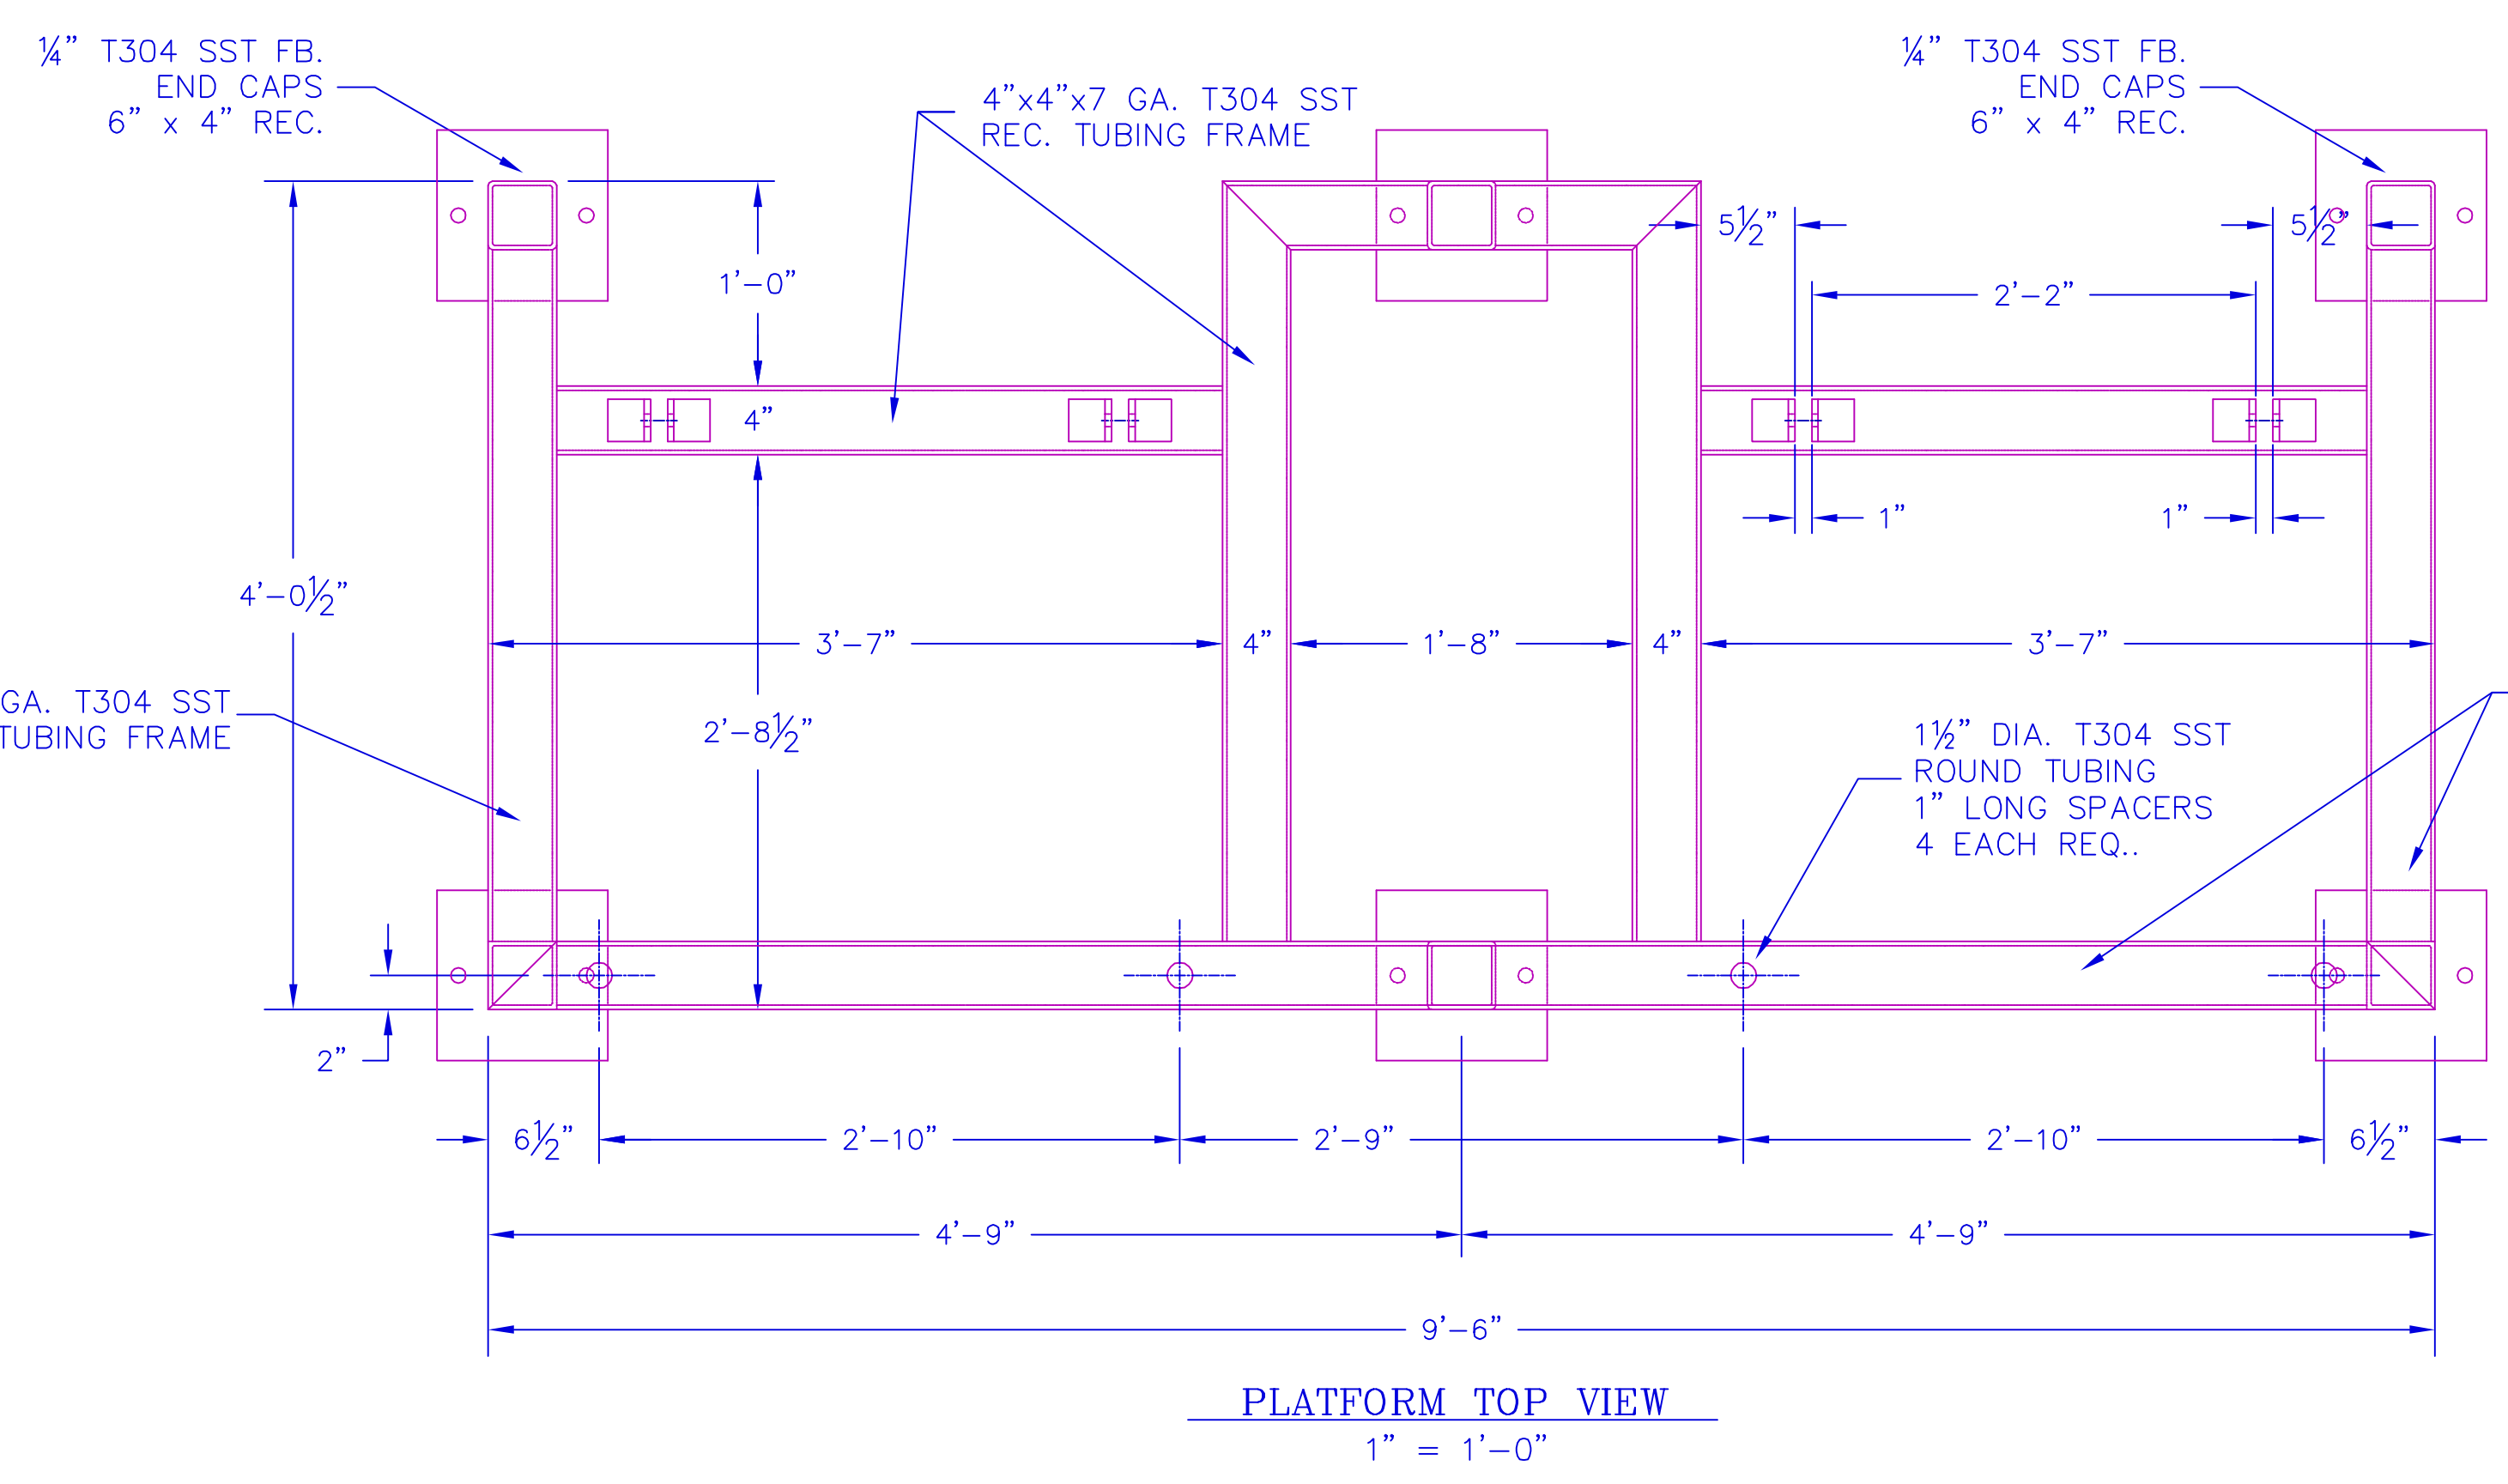 ¼” T304 SST FB.
END CAPS
6” x 4” REC.
4”x4”x7 GA. T304 SST
REC. TUBING FRAME
¼” T304 SST FB.
END CAPS
6” x 4” REC.
5½”
5½”
1’-0”
2’-2”
4”
1”
1”
4’-0½”
3’-7”
4”
1’-8”
4”
3’-7”
GA. T304 SST
TUBING FRAME
2’-8½”
1½” DIA. T304 SST
ROUND TUBING
1” LONG SPACERS
4 EACH REQ..
2”
6½”
2’-10”
2’-9”
2’-10”
6½”
4’-9”
4’-9”
9’-6”
PLATFORM TOP VIEW
1” = 1’-0”